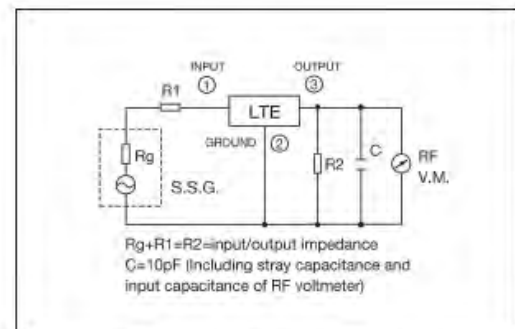 INPUT
①
OUTPUT
③
R1
LTE
GROUND ②
Rg
S.S.G.
R2
C
RF
V.M.
Rg+R1=R2=input/output impedance
C=10pF (Including stray capacitance and
input capacitance of RF voltmeter)